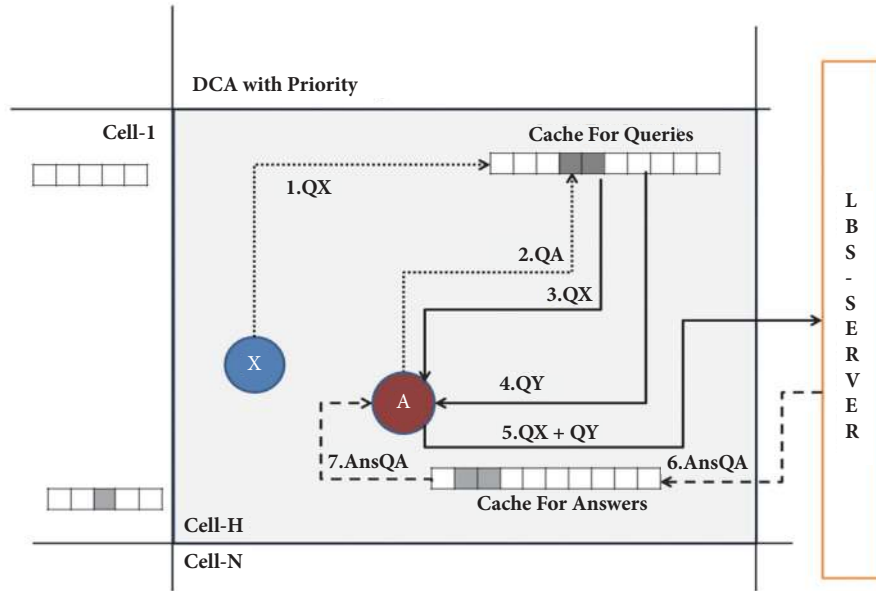 DCA with Priority
Cell-1
Cache For Queries
1.QX
2.QA
3.QX
X
A
4.QY
5.QX + QY
7.AnsQA
6.AnsQA
Cache For Answers
Cell-H
Cell-N
L
B
S
-
S
E
R
V
E
R